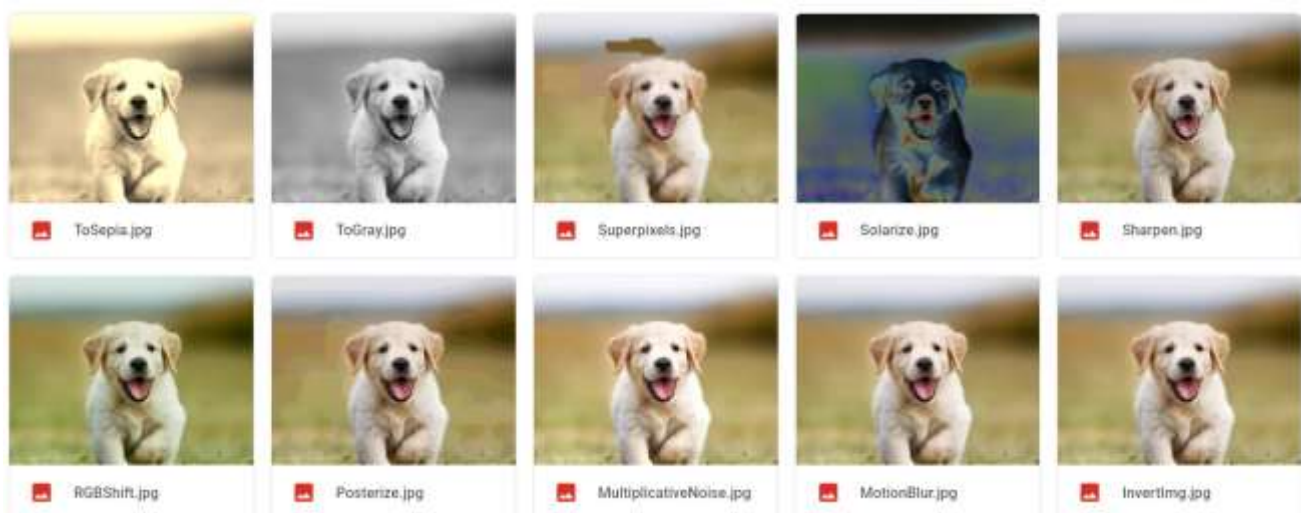 ToSepia.jpg
ToGray.jpg
Superpixels.jpg
Solarize.jpg
Sharpen.jpg
RGBShift.jpg
Posterize.jpg
MultiplicativeNoise.jpg
MotionBlur.jpg
InvertImg.jpg